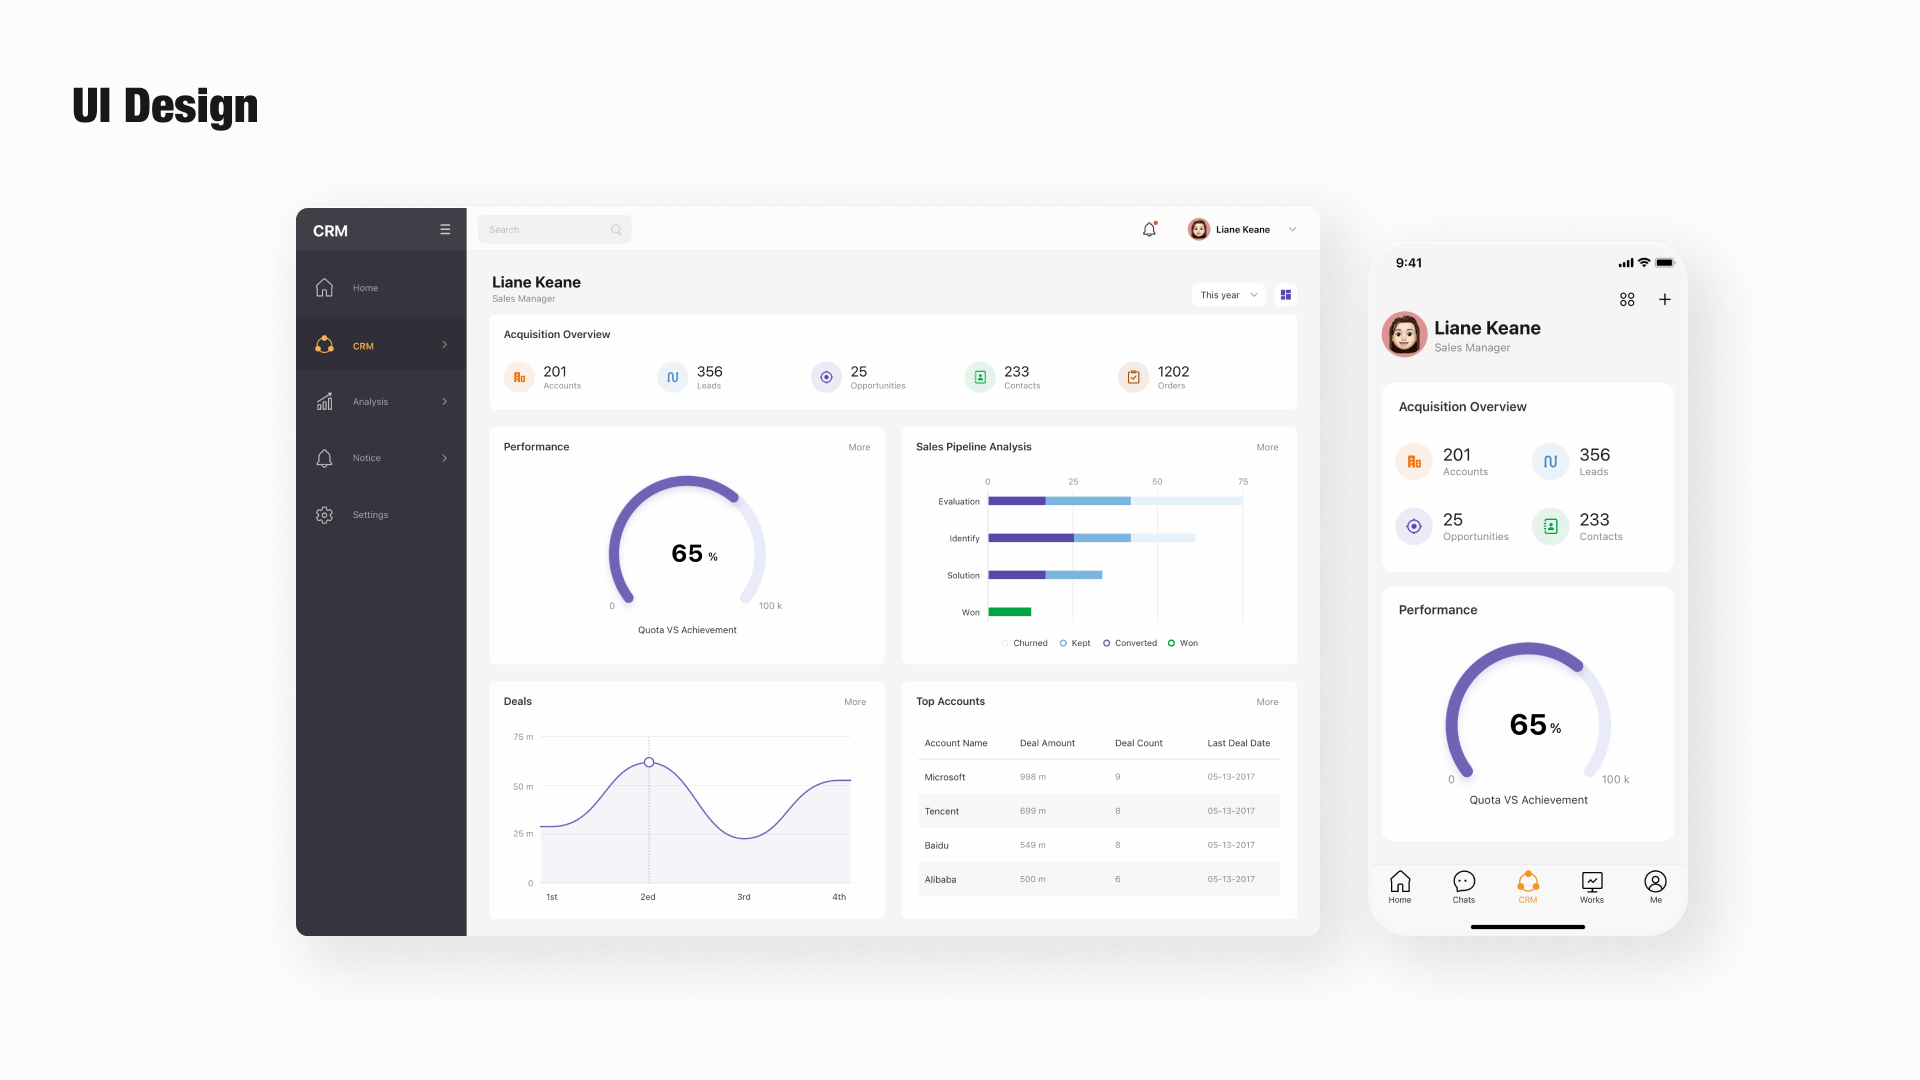 UI Design
CRM
Home
CRM
Analysis
Notice
Settings
Search
Liane Keane
Liane Keane
Sales Manager
This year
Acquisition Overview
201
Accounts
356
Leads
25
Opportunities
233
Contacts
1202
Orders
Performance
More
65 %
0
100 k
Quota VS Achievement
Sales Pipeline Analysis
More
0 25 50 75
Evaluation
Identify
Solution
Won
Churned Kept Converted Won
Deals
More
75 m
50 m
25 m
0
1st 2ed 3rd 4th
Top Accounts
More
Account Name Deal Amount Deal Count Last Deal Date
Microsoft 998 m 9 05-13-2017
Tencent 699 m 8 05-13-2017
Baidu 549 m 8 05-13-2017
Alibaba 500 m 6 05-13-2017
9:41
Liane Keane
Sales Manager
Acquisition Overview
201
Accounts
356
Leads
25
Opportunities
233
Contacts
Performance
65 %
0
100 k
Quota VS Achievement
Home Chats CRM Works Me